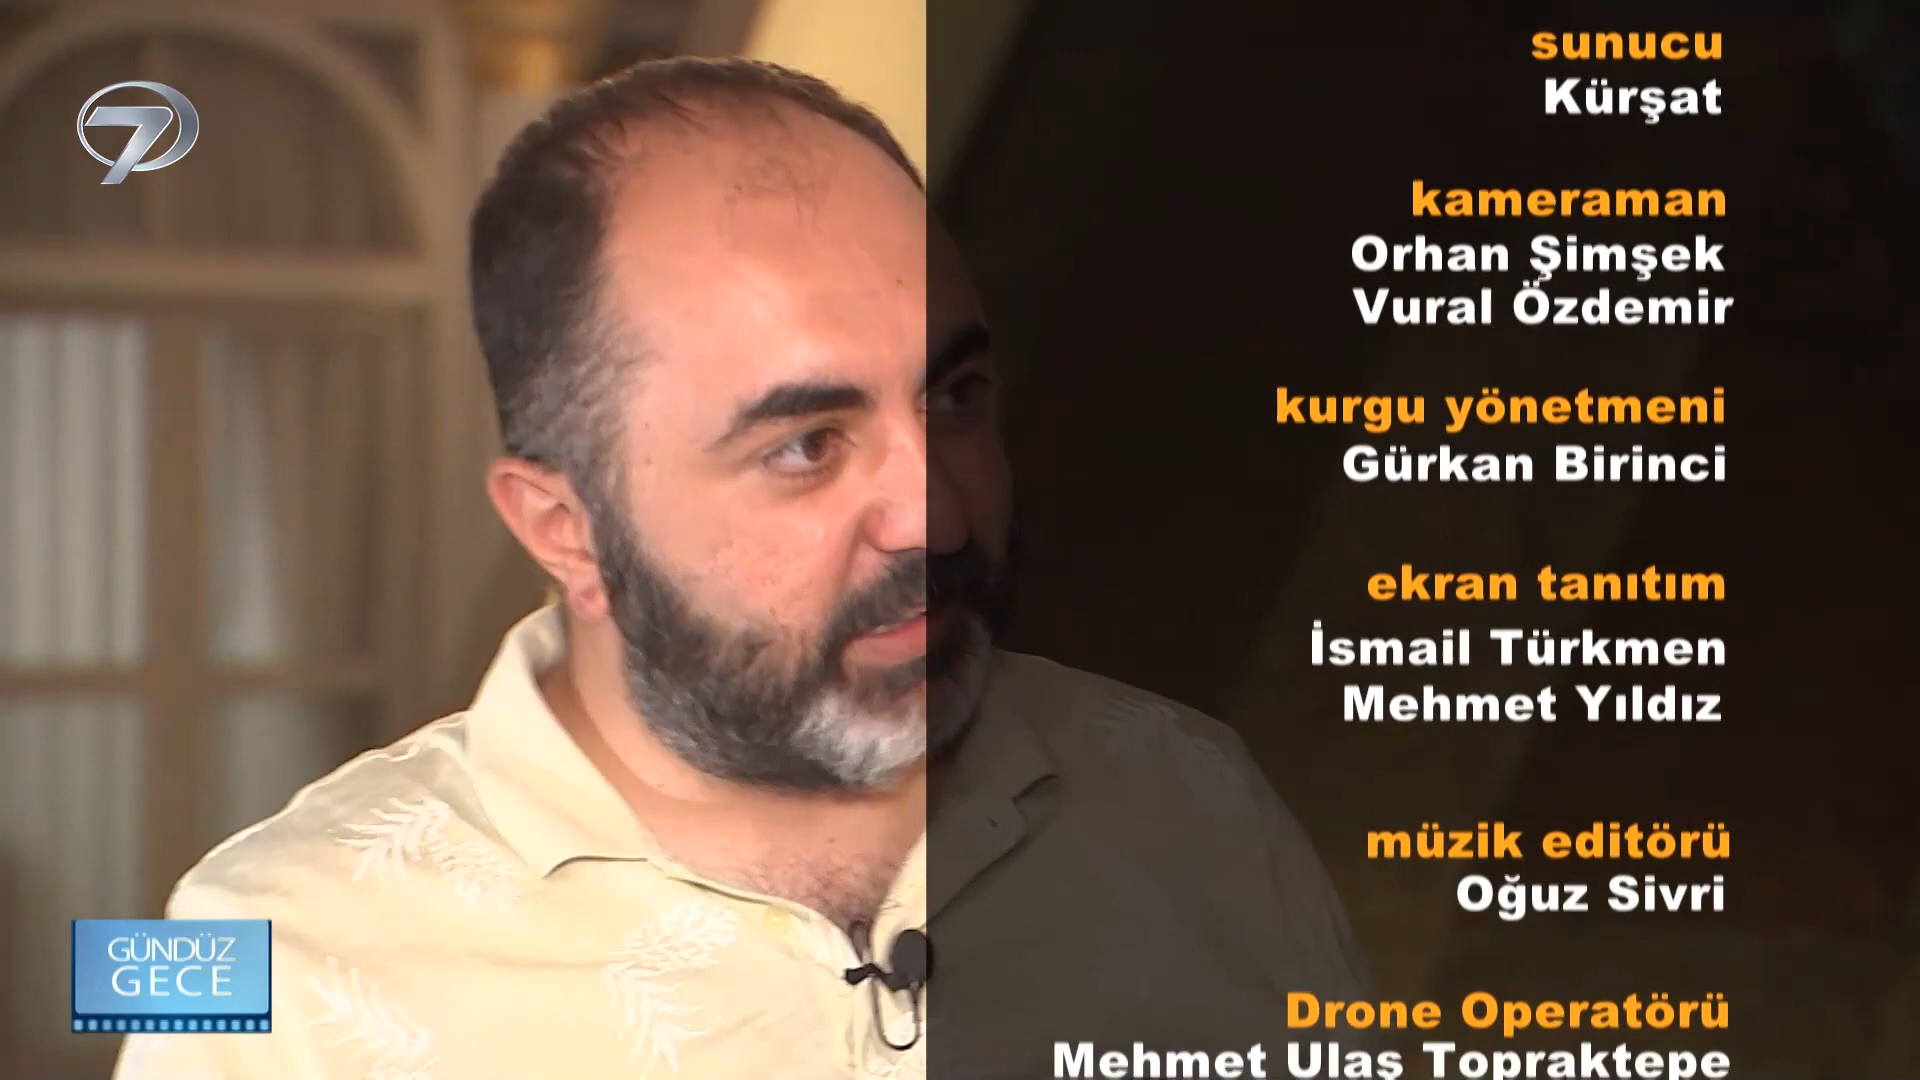 7
sunucu
Kürşat
kameraman
Orhan Şimşek
Vural Özdemir
kurgu yönetmeni
Gürkan Birinci
ekran tanıtım
İsmail Türkmen
Mehmet Yıldız
müzik editörü
Oğuz Sivri
GÜNDÜZ
GECE
Drone Operatörü
Mehmet Ulaş Topraktepe